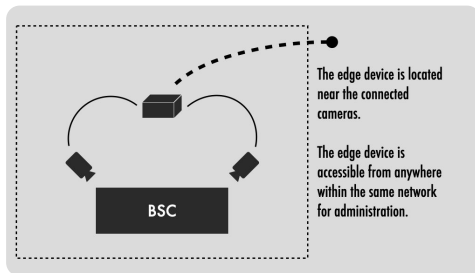 The edge device is located
near the connected
cameras.
The edge device is
accessible from anywhere
within the same network
for administration.
BSC